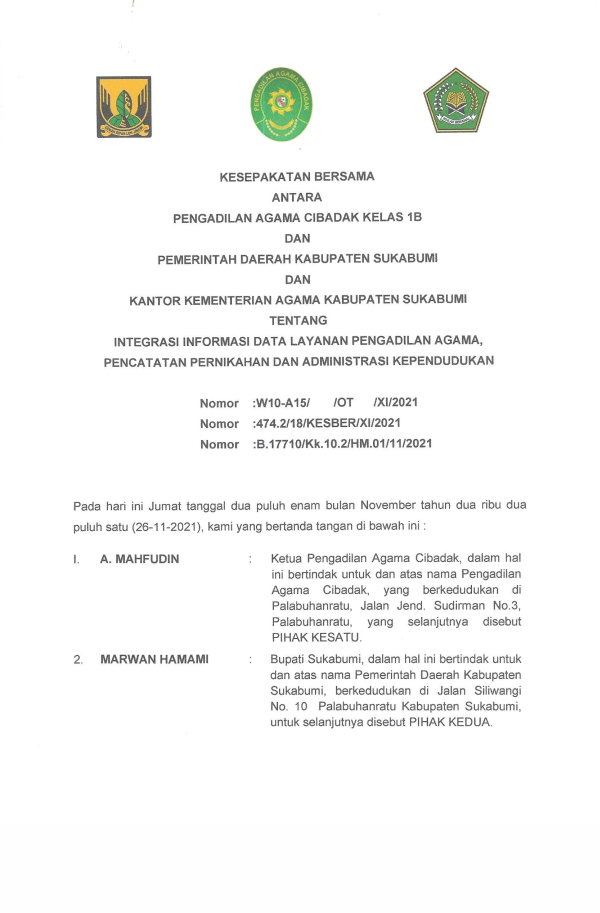 PENGADILAN AGAMA CIBADAK
KESEPAKATAN BERSAMA
ANTARA
PENGADILAN AGAMA CIBADAK KELAS 1B
DAN
PEMERINTAH DAERAH KABUPATEN SUKABUMI
DAN
KANTOR KEMENTERIAN AGAMA KABUPATEN SUKABUMI
TENTANG
INTEGRASI INFORMASI DATA LAYANAN PENGADILAN AGAMA,
PENCATATAN PERNIKAHAN DAN ADMINISTRASI KEPENDUDUKAN
Nomor :W10-A15/ /OT /XI/2021
Nomor :474.2/18/KESBER/XI/2021
Nomor :B.17710/Kk.10.2/HM.01/11/2021
Pada hari ini Jumat tanggal dua puluh enam bulan November tahun dua ribu dua
puluh satu (26-11-2021), kami yang bertanda tangan di bawah ini :
I. A. MAHFUDIN : Ketua Pengadilan Agama Cibadak, dalam hal
ini bertindak untuk dan atas nama Pengadilan
Agama Cibadak, yang berkedudukan di
Palabuhanratu, Jalan Jend. Sudirman No.3,
Palabuhanratu, yang selanjutnya disebut
PIHAK KESATU.
2. MARWAN HAMAMI : Bupati Sukabumi, dalam hal ini bertindak untuk
dan atas nama Pemerintah Daerah Kabupaten
Sukabumi, berkedudukan di Jalan Siliwangi
No. 10 Palabuhanratu Kabupaten Sukabumi,
untuk selanjutnya disebut PIHAK KEDUA.